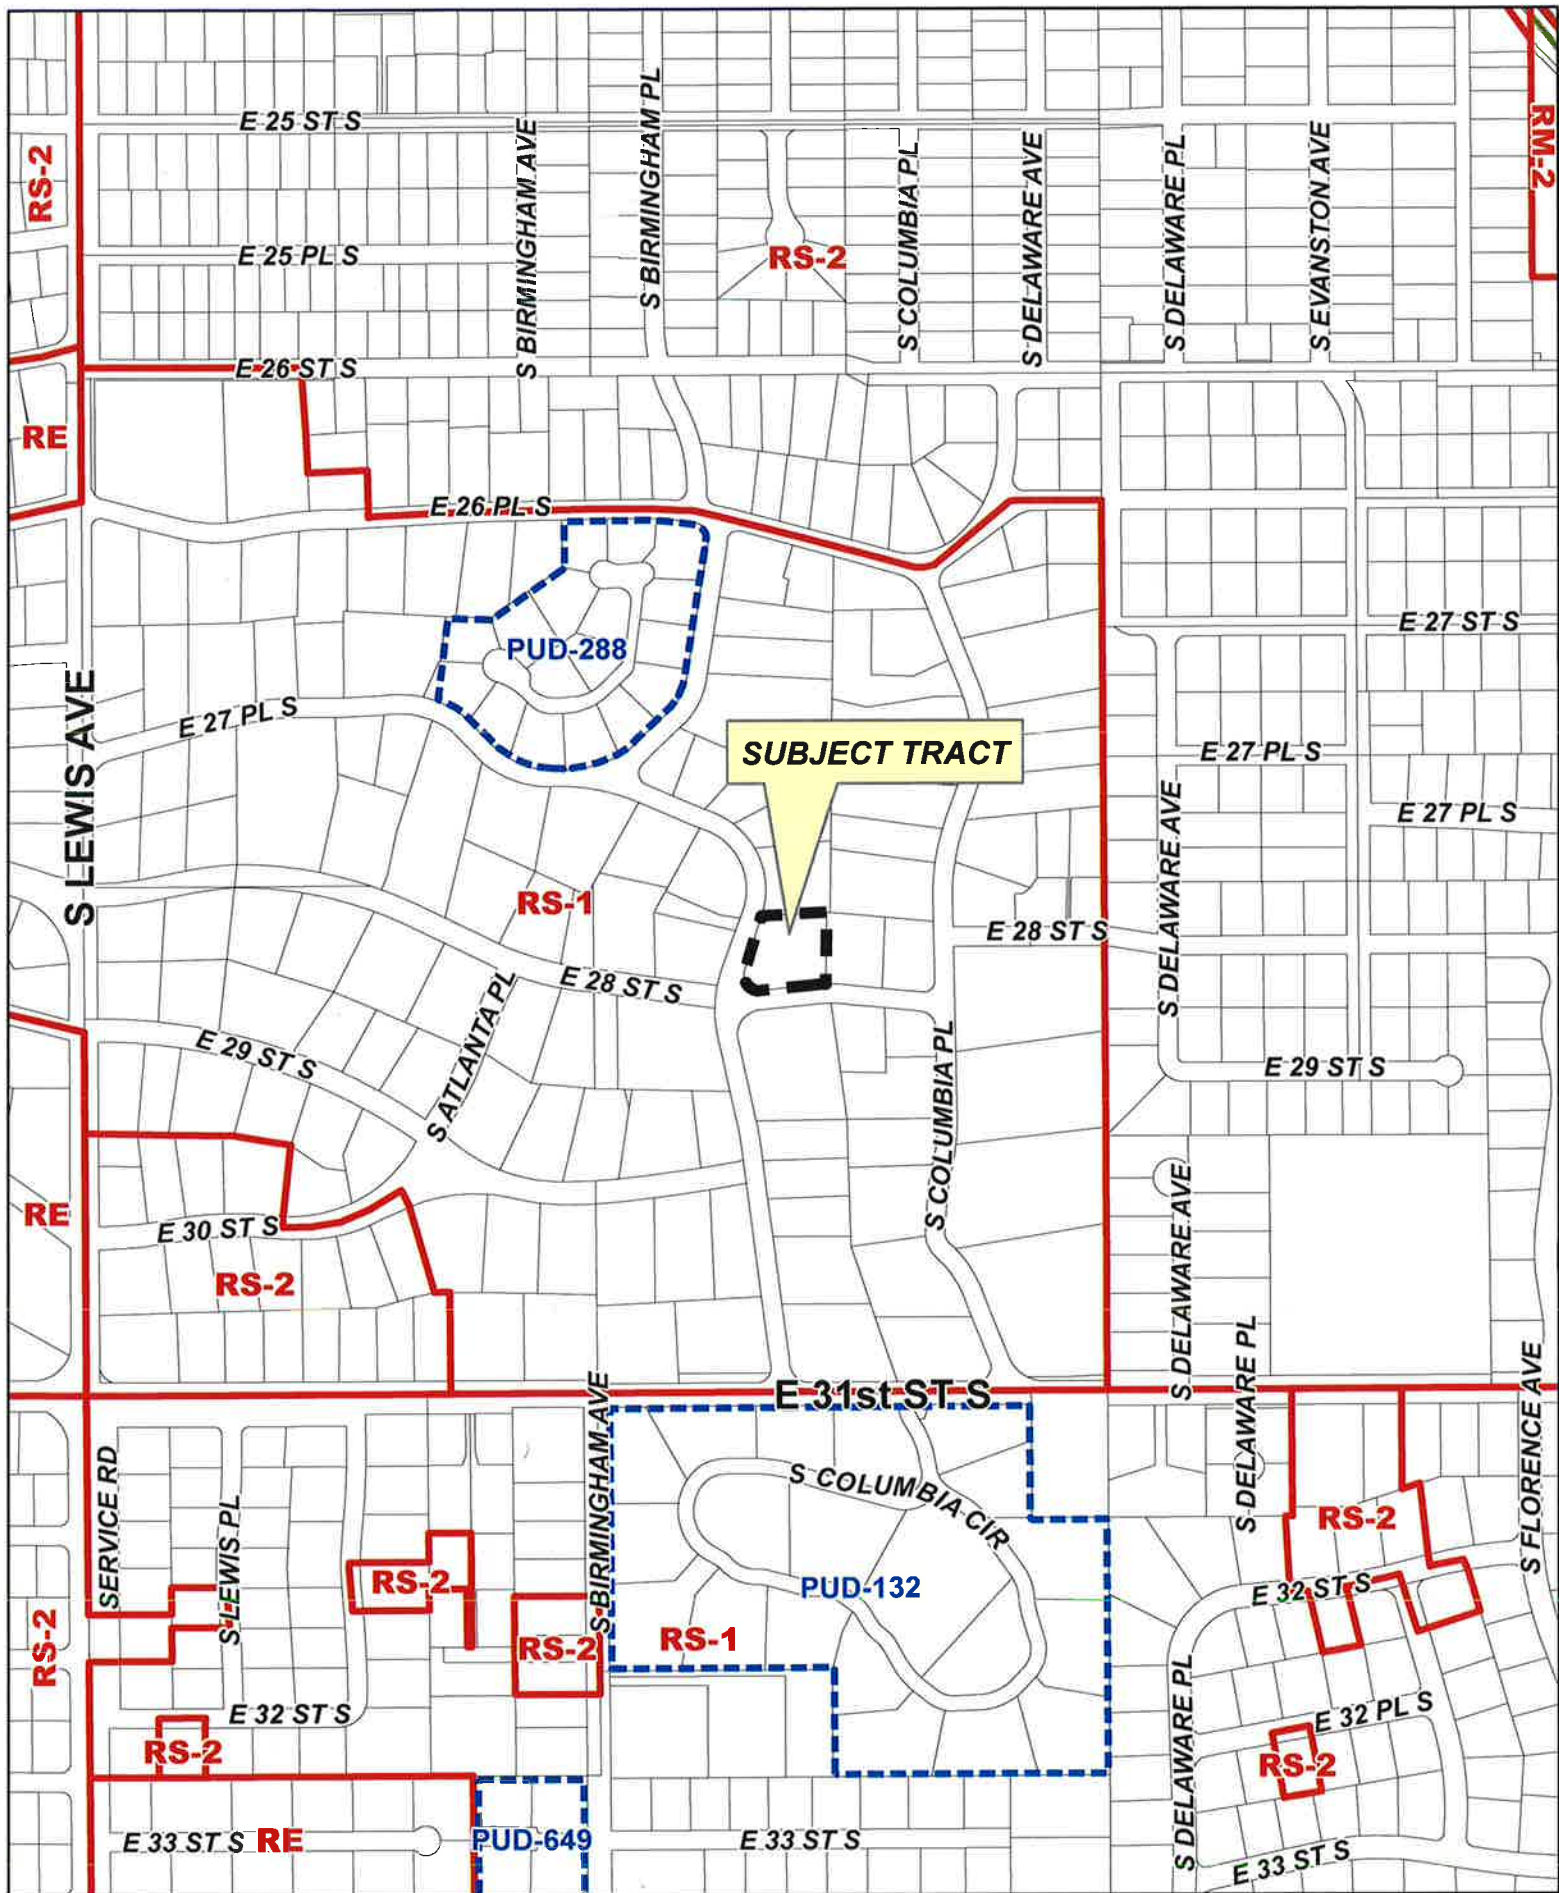 E 25 ST S
S BIRMINGHAM AVE
S BIRMINGHAM PL
S COLUMBIA PL
S DELAWARE AVE
S DELAWARE PL
S EVANSTON AVE
RM-2
RS-2
E 25 PL S
RS-2
E 26 ST S
RE
E 26 PL S
E 27 ST S
PUD-288
S LEWIS AVE
E 27 PL S
SUBJECT TRACT
E 27 PL S
E 27 PL S
S DELAWARE AVE
RS-1
E 28 ST S
E 28 ST S
S ATLANTA PL
E 29 ST S
S COLUMBIA PL
E 29 ST S
RE
E 30 ST S
RS-2
S DELAWARE AVE
S DELAWARE PL
S FLORENCE AVE
E 31st ST S
S BIRMINGHAM AVE
SERVICE RD
S LEWIS PL
S COLUMBIA CIR
RS-2
RS-2
PUD-132
E 32 ST S
RS-2
RS-2
RS-1
E 32 ST S
S DELAWARE PL
E 32 PL S
RS-2
RS-2
E 33 ST S
RE
PUD-649
E 33 ST S
E 33 ST S